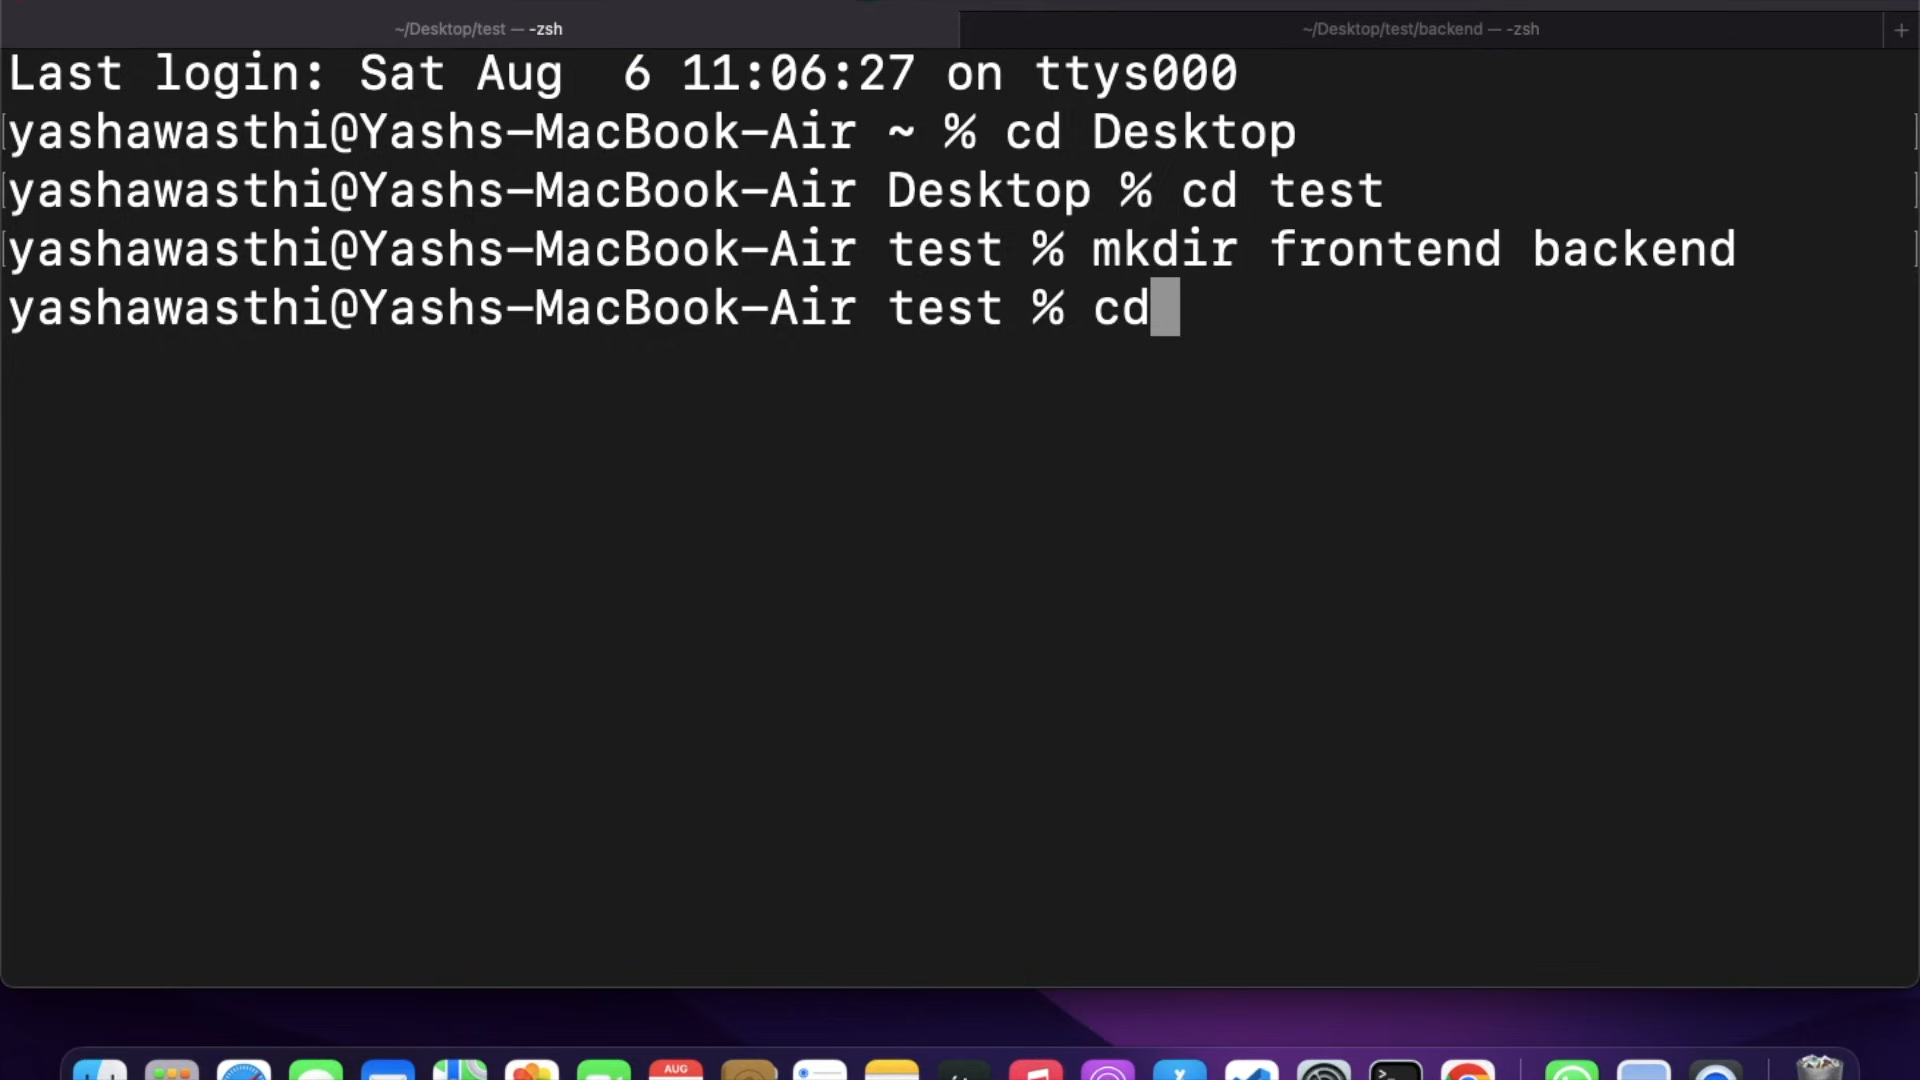 ~/Desktop/test — -zsh
~/Desktop/test/backend — -zsh
+
Last login: Sat Aug  6 11:06:27 on ttys000
yashawasthi@Yashs-MacBook-Air ~ % cd Desktop
yashawasthi@Yashs-MacBook-Air Desktop % cd test
yashawasthi@Yashs-MacBook-Air test % mkdir frontend backend
yashawasthi@Yashs-MacBook-Air test % cd
AUG